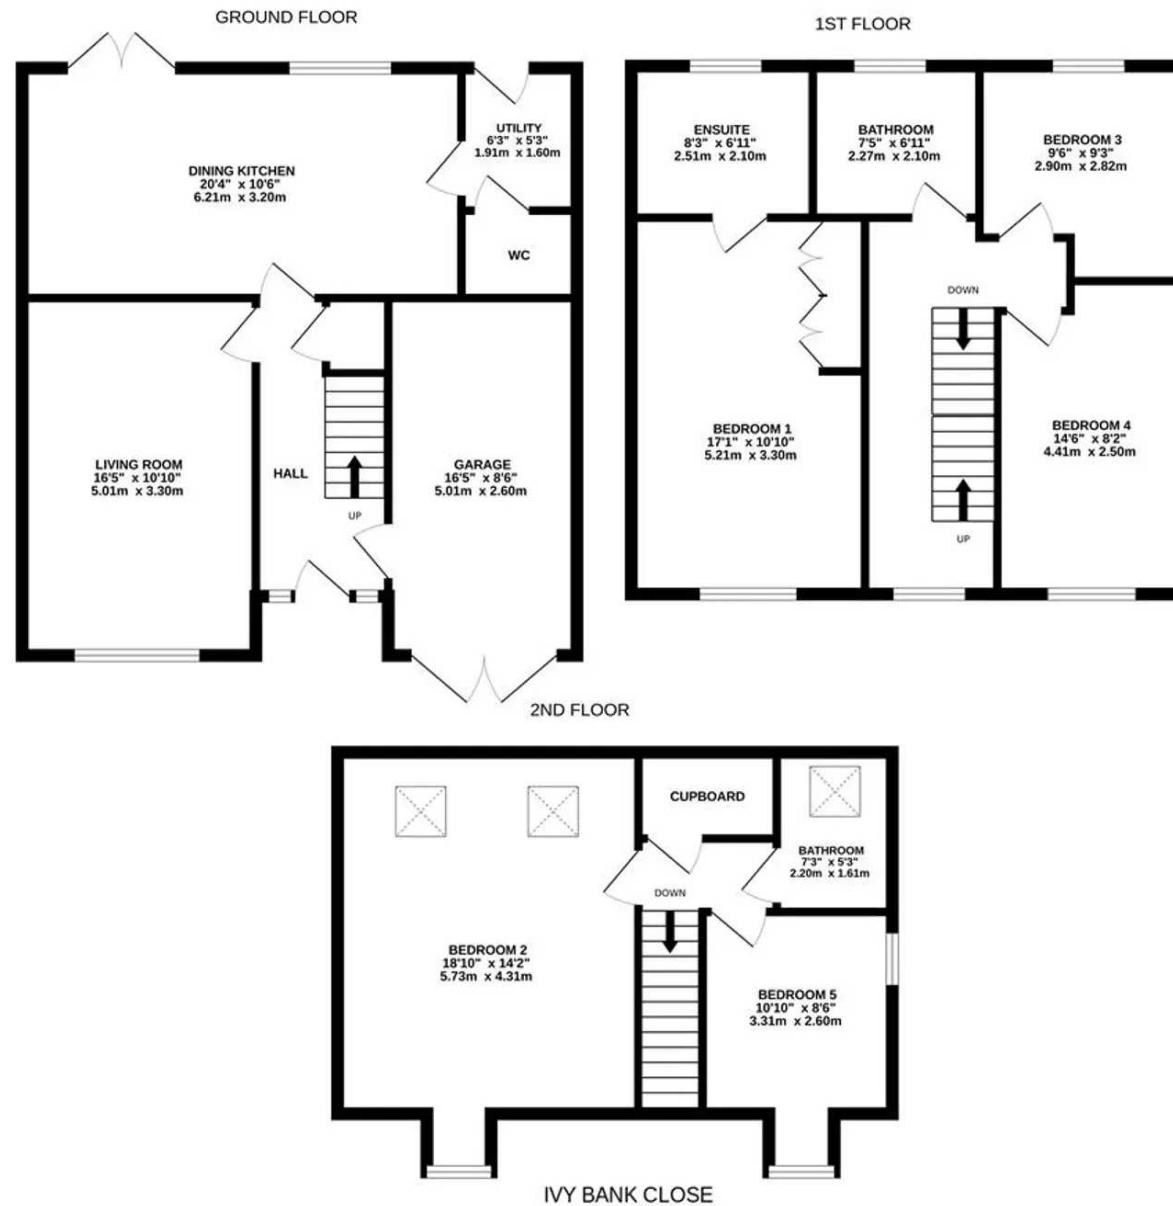 GROUND FLOOR
DINING KITCHEN
20'4" x 10'6"
6.21m x 3.20m
UTILITY
6'3" x 5'3"
1.91m x 1.60m
WC
LIVING ROOM
16'5" x 10'10"
5.01m x 3.30m
HALL
UP
GARAGE
16'5" x 8'6"
5.01m x 2.60m
1ST FLOOR
ENSUITE
8'3" x 6'11"
2.51m x 2.10m
BATHROOM
7'5" x 6'11"
2.27m x 2.10m
BEDROOM 3
9'6" x 9'3"
2.90m x 2.82m
DOWN
BEDROOM 1
17'1" x 10'10"
5.21m x 3.30m
BEDROOM 4
14'6" x 8'2"
4.41m x 2.50m
UP
2ND FLOOR
CUPBOARD
BATHROOM
7'3" x 5'3"
2.20m x 1.61m
DOWN
BEDROOM 2
18'10" x 14'2"
5.73m x 4.31m
BEDROOM 5
10'10" x 8'6"
3.31m x 2.60m
IVY BANK CLOSE